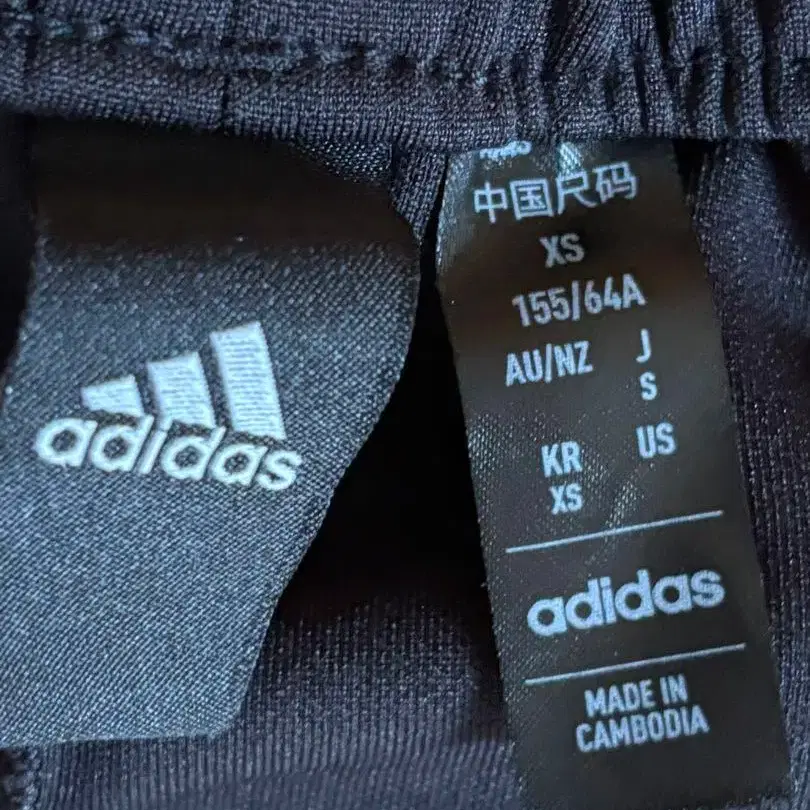 adidas
中国尺码
XS
155/64A
AU/NZ J
S
KR US
XS
adidas
MADE IN
CAMBODIA